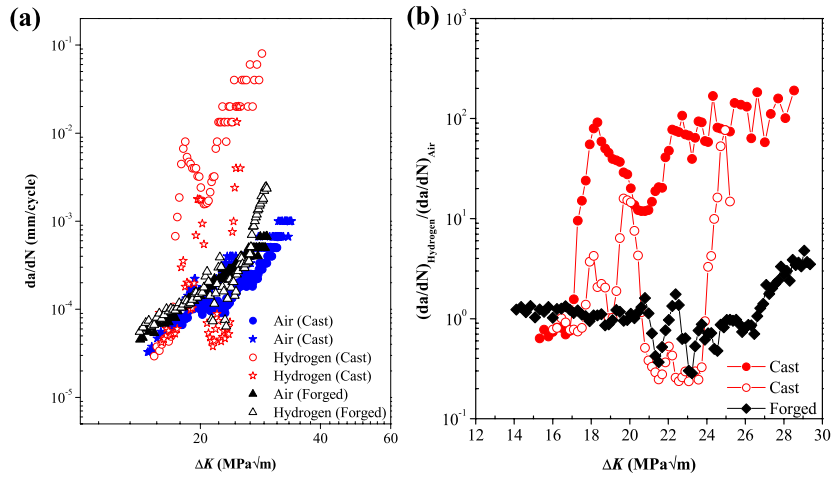 (a)
da/dN (mm/cycle)
10⁻¹
10⁻²
10⁻³
10⁻⁴
10⁻⁵
Air (Cast)
Air (Cast)
Hydrogen (Cast)
Hydrogen (Cast)
Air (Forged)
Hydrogen (Forged)
20
40
60
ΔK (MPa√m)
(b)
(da/dN)Hydrogen/(da/dN)Air
10³
10²
10¹
10⁰
10⁻¹
Cast
Cast
Forged
12 14 16 18 20 22 24 26 28 30
ΔK (MPa√m)